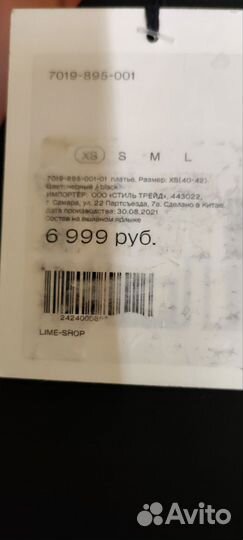 7019-895-001
XS S M L
7019-895-001-01 платье. Размер: XS(40-42)
Цвет: черный / black
ИМПОРТЕР: ООО «СТИЛЬ ТРЕЙД», 443022,
г. Самара, ул. 22 Партсъезда, 7а. Сделано в Китае.
дата производства: 30.08.2021
Состав на вшивном ярлыке
6 999 руб.
LIME-SHOP
Avito